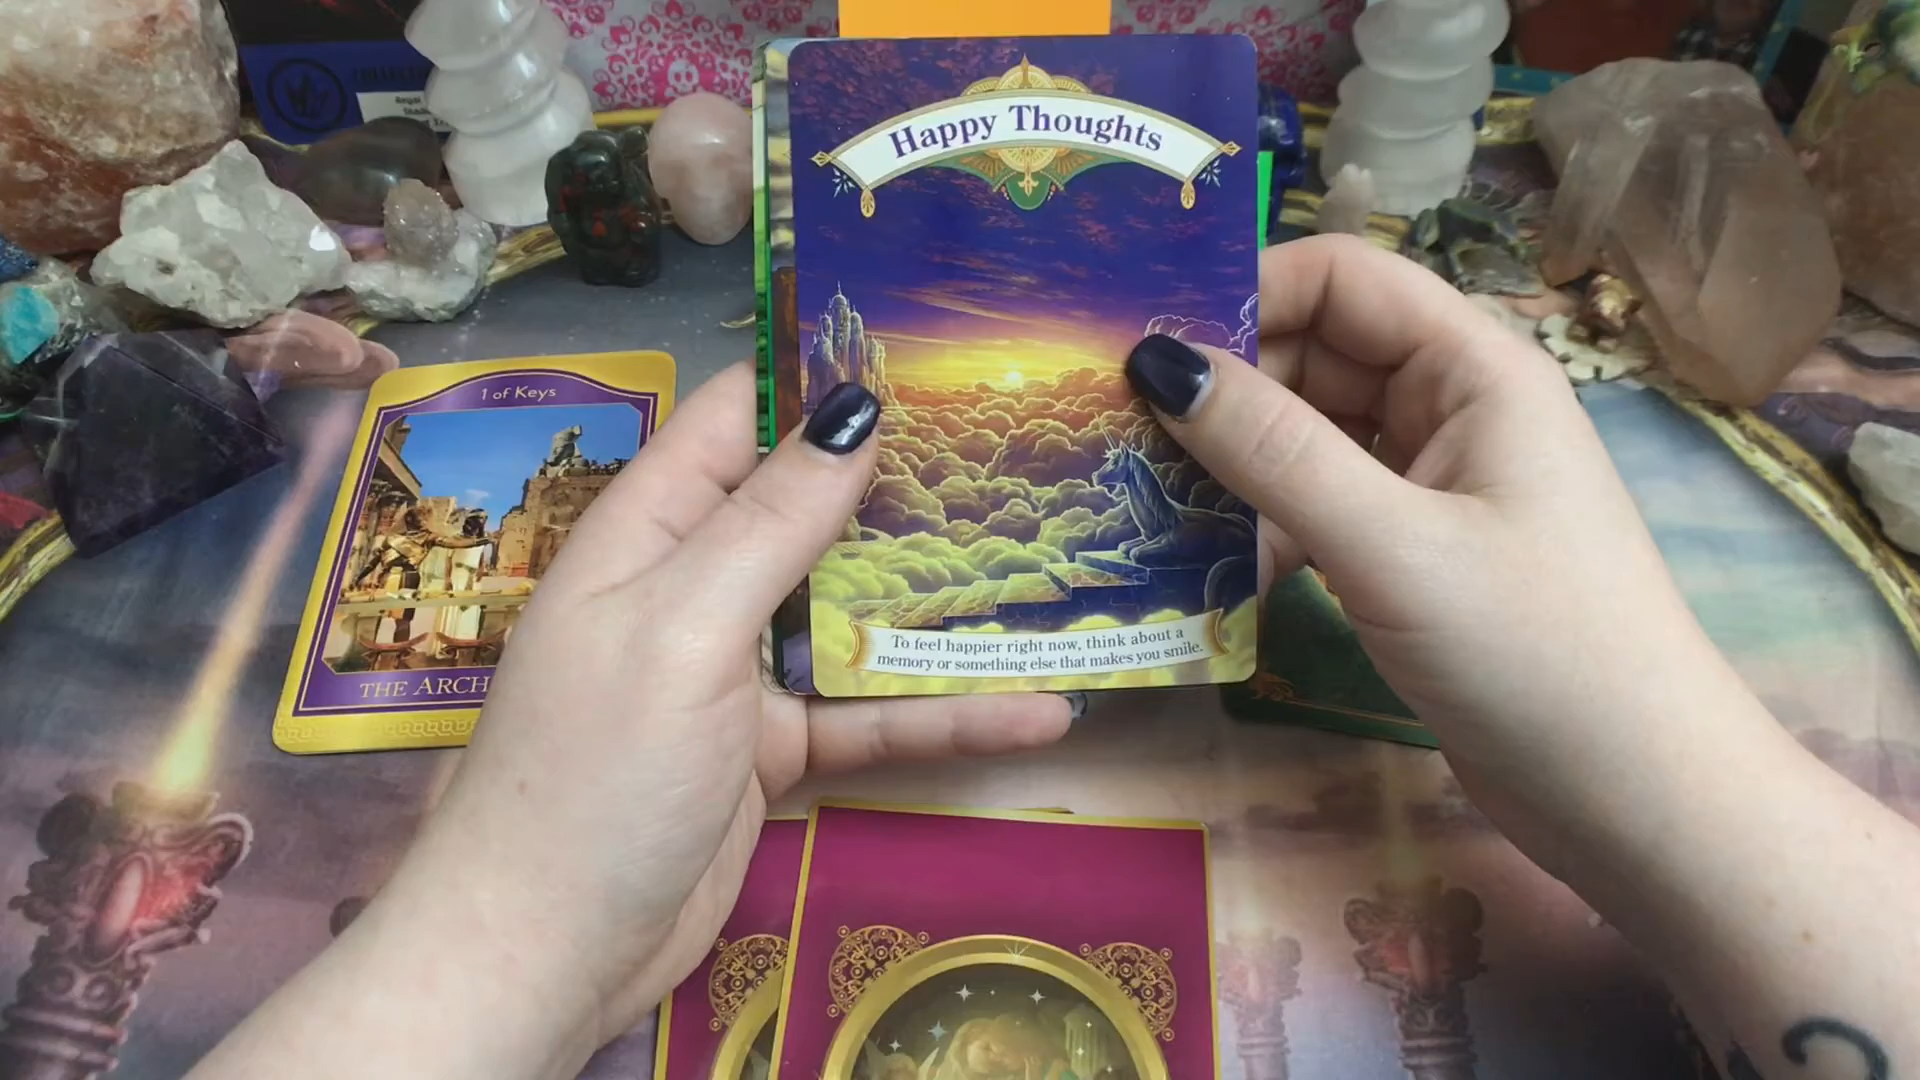 Happy Thoughts
1 of Keys
THE ARCH
To feel happier right now, think about a
memory or something else that makes you smile.